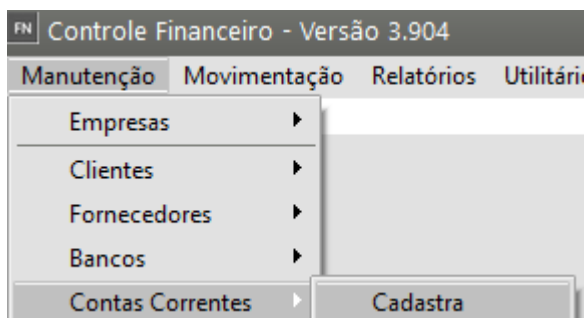 FN Controle Financeiro - Versão 3.904
Manutenção Movimentação Relatórios
Empresas
Clientes
Fornecedores
Bancos
Contas Correntes Cadastra